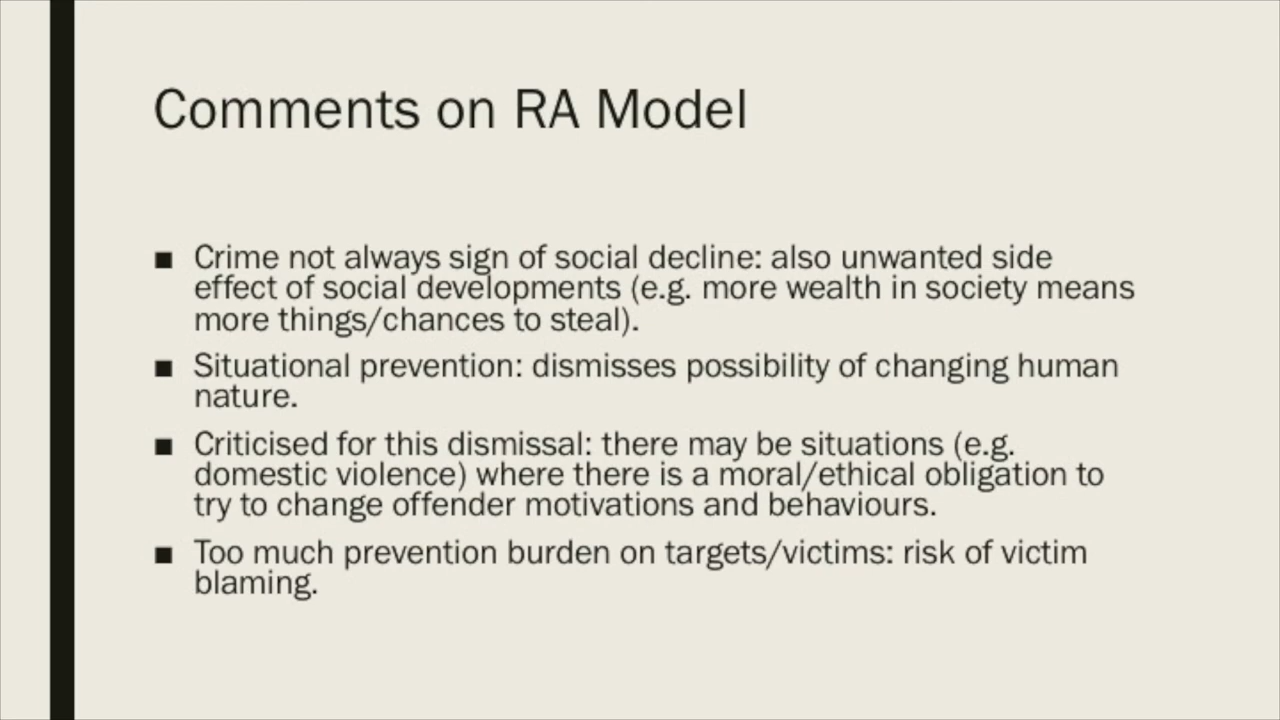 Comments on RA Model
■ Crime not always sign of social decline: also unwanted side
effect of social developments (e.g. more wealth in society means
more things/chances to steal).
■ Situational prevention: dismisses possibility of changing human
nature.
■ Criticised for this dismissal: there may be situations (e.g.
domestic violence) where there is a moral/ethical obligation to
try to change offender motivations and behaviours.
■ Too much prevention burden on targets/victims: risk of victim
blaming.